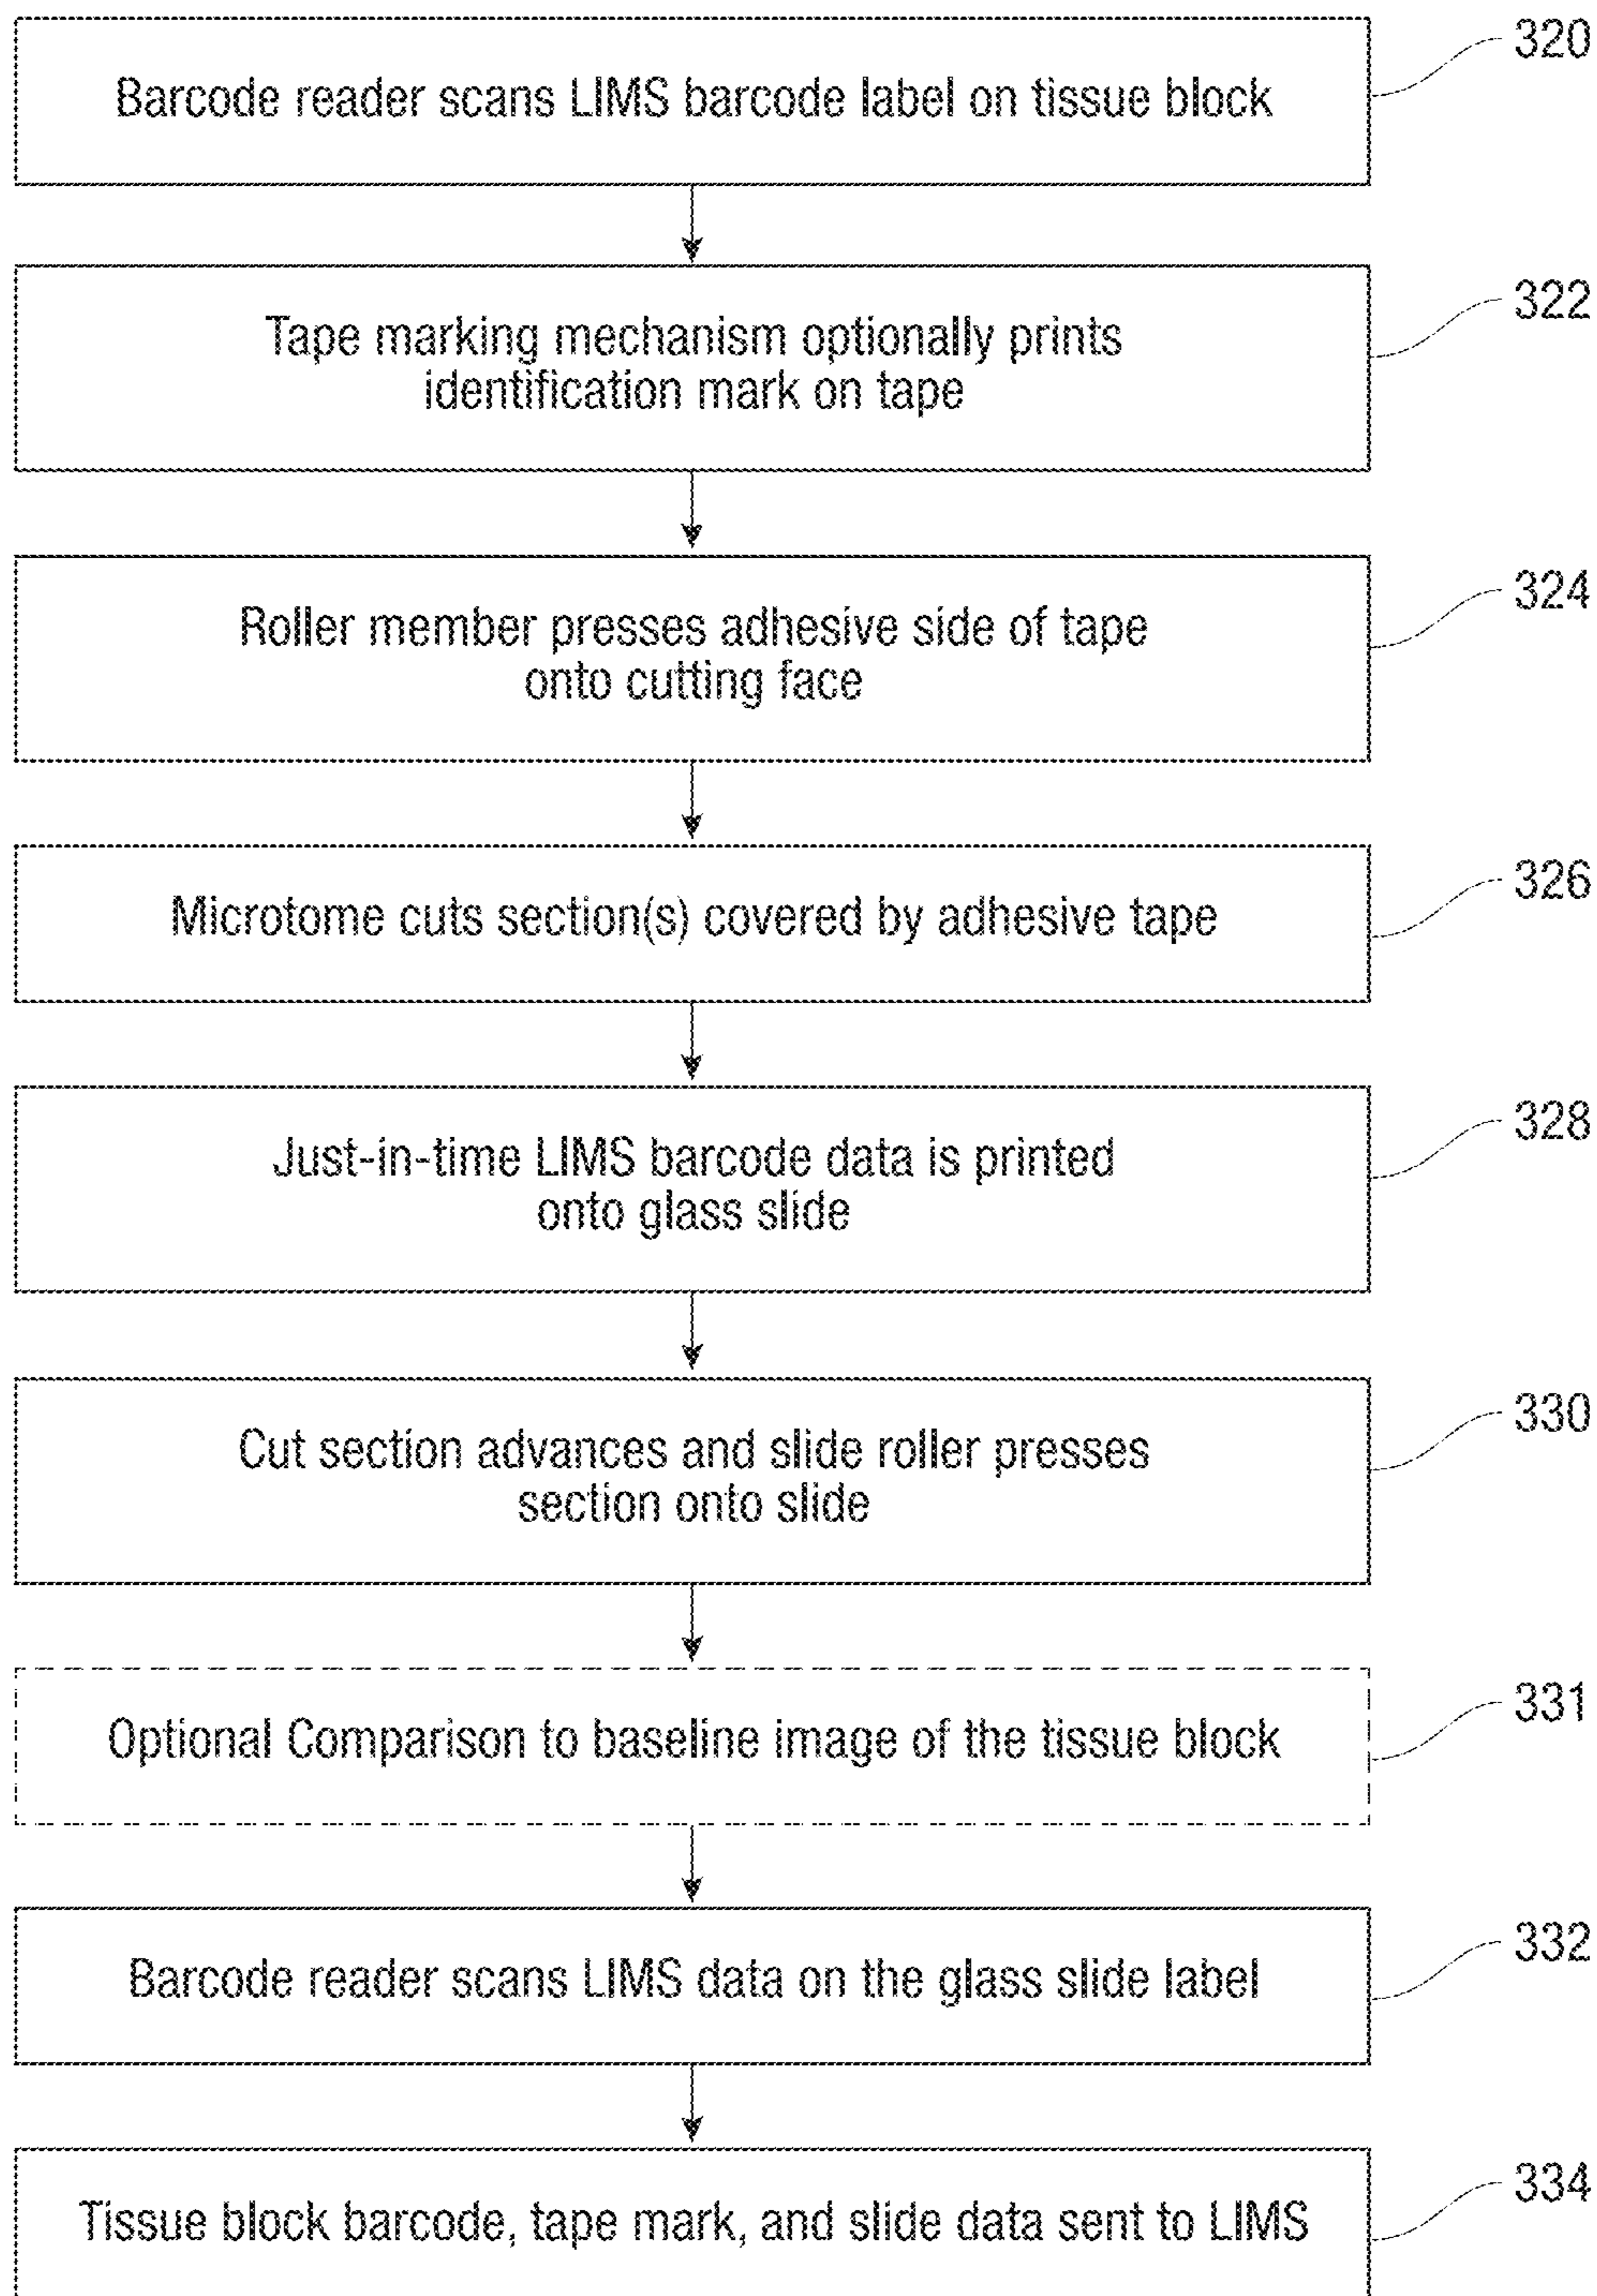 320
Barcode reader scans LIMS barcode label on tissue block
322
Tape marking mechanism optionally prints
identification mark on tape
324
Roller member presses adhesive side of tape
onto cutting face
326
Microtome cuts section(s) covered by adhesive tape
328
Just-in-time LIMS barcode data is printed
onto glass slide
330
Cut section advances and slide roller presses
section onto slide
331
Optional Comparison to baseline image of the tissue block
332
Barcode reader scans LIMS data on the glass slide label
334
Tissue block barcode, tape mark, and slide data sent to LIMS